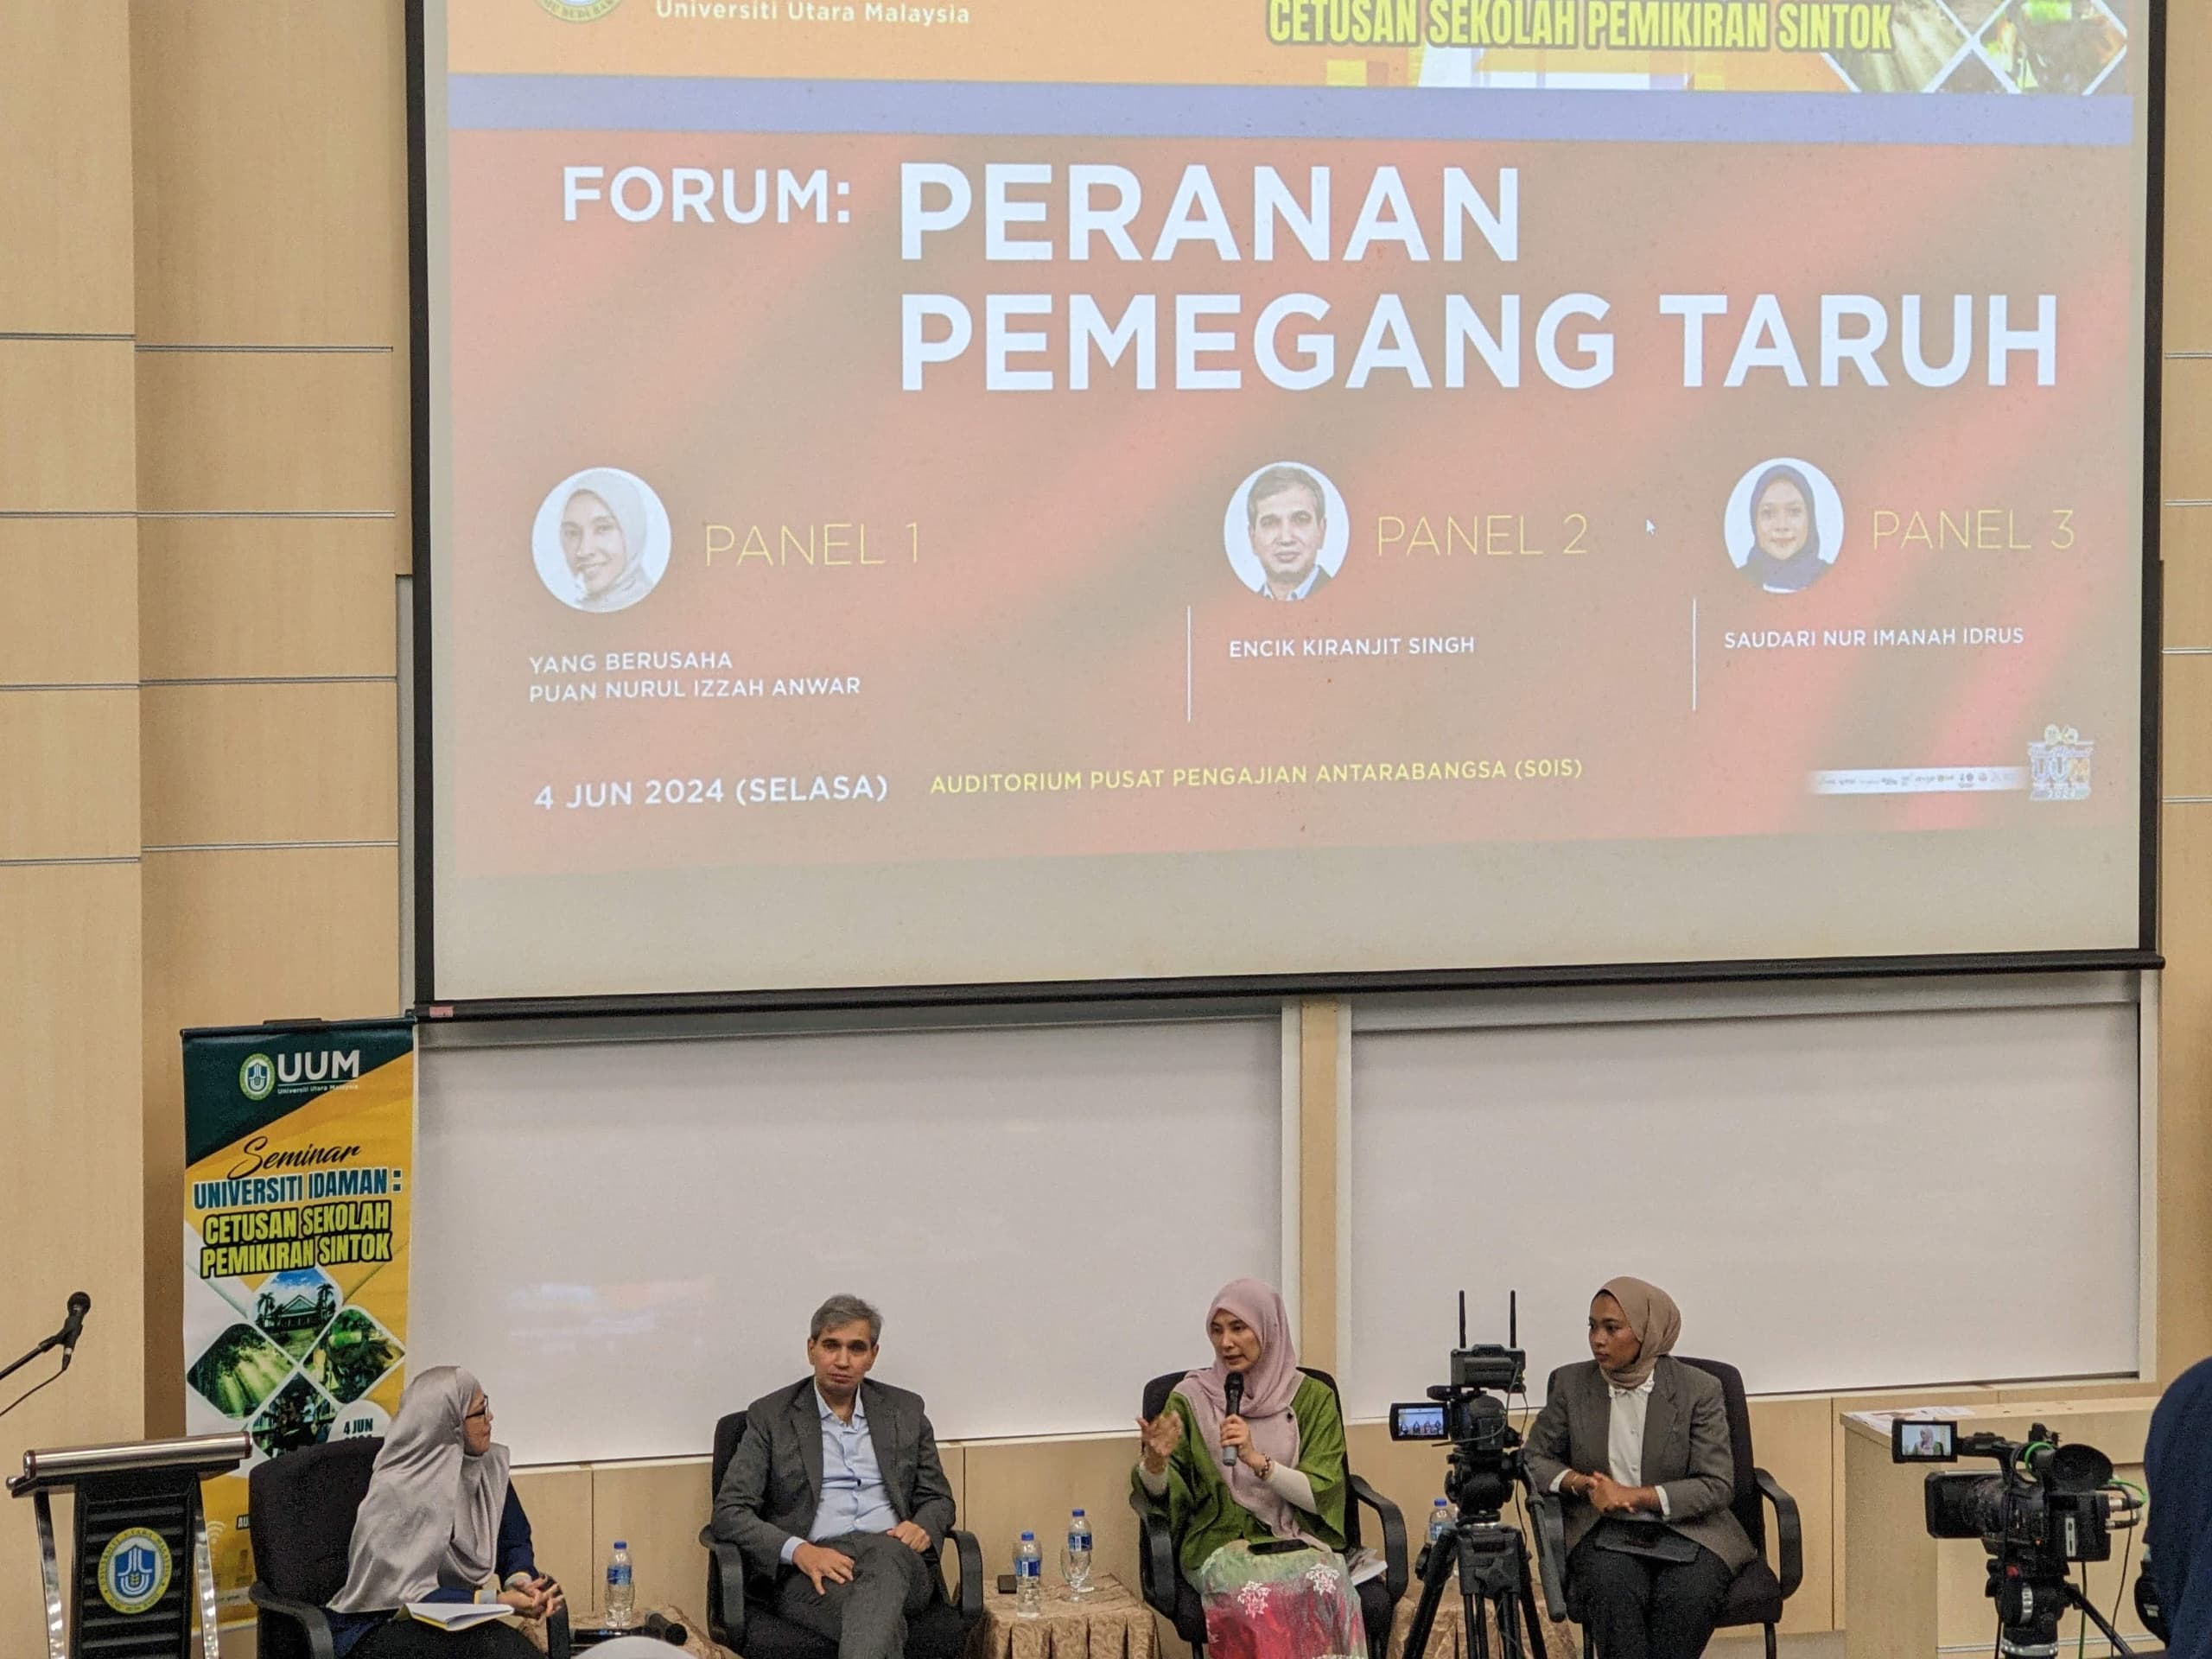 Universiti Utara Malaysia
CETUSAN SEKOLAH PEMIKIRAN SINTOK
FORUM: PERANAN
PEMEGANG TARUH
PANEL 1
YANG BERUSAHA
PUAN NURUL IZZAH ANWAR
PANEL 2
ENCIK KIRANJIT SINGH
PANEL 3
SAUDARI NUR IMANAH IDRUS
4 JUN 2024 (SELASA)
AUDITORIUM PUSAT PENGAJIAN ANTARABANGSA (SOIS)
UUM
Universiti Utara Malaysia
Seminar
UNIVERSITI IDAMAN:
CETUSAN SEKOLAH
PEMIKIRAN SINTOK
4 JUN